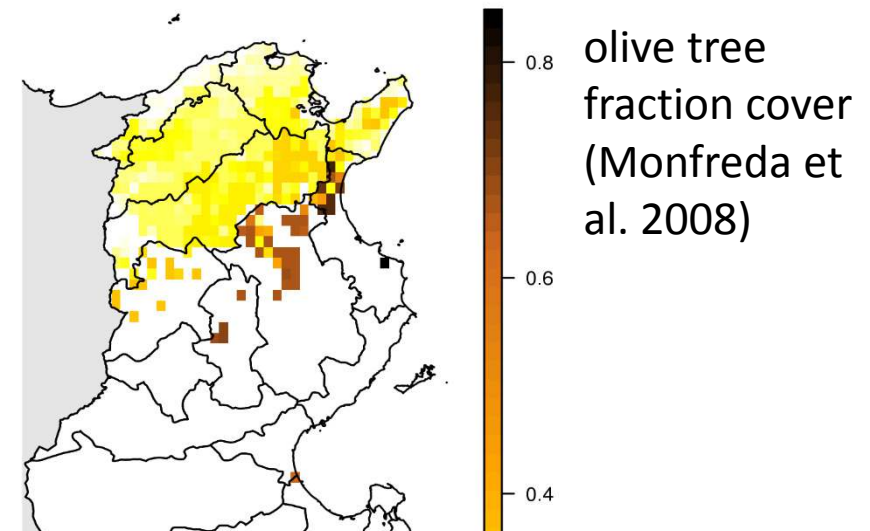 0.8
olive tree
fraction cover
(Monfreda et
al. 2008)
0.6
0.4